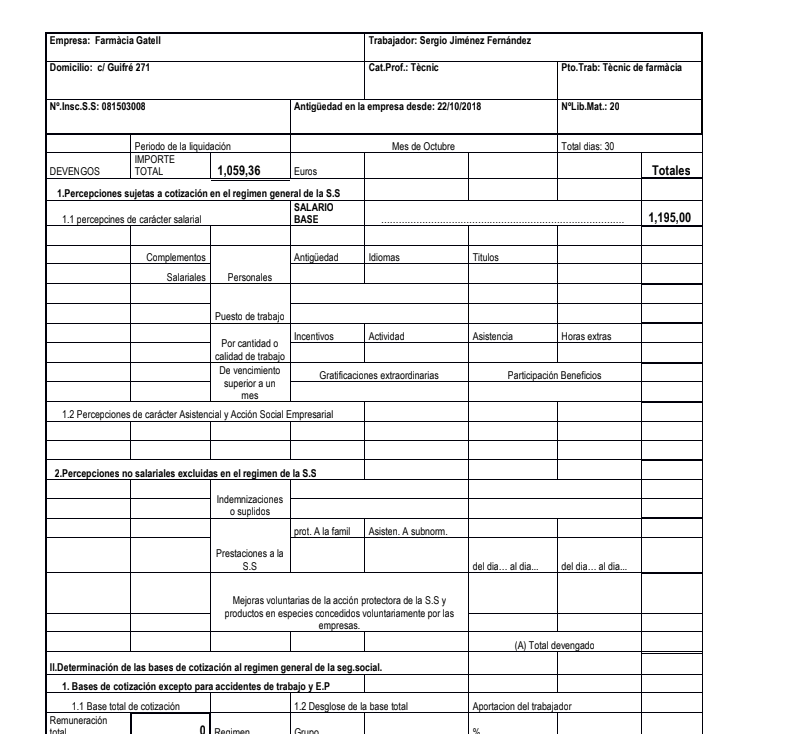 Empresa: Farmàcia Gatell
Trabajador: Sergio Jiménez Fernández
Domicilio: c/ Guifré 271
Cat.Prof.: Tècnic
Pto.Trab: Tècnic de farmàcia
Nº.Insc.S.S: 081503008
Antigüedad en la empresa desde: 22/10/2018
NºLib.Mat.: 20
Periodo de la liquidación
Mes de Octubre
Total dias: 30
DEVENGOS
IMPORTE
TOTAL
1,059,36
Euros
Totales
1.Percepciones sujetas a cotización en el regimen general de la S.S
1.1 percepcines de carácter salarial
SALARIO
BASE
................................................................................
1,195,00
Complementos
Antigüedad
Idiomas
Titulos
Salariales
Personales
Puesto de trabajo
Incentivos
Actividad
Asistencia
Horas extras
Por cantidad o
calidad de trabajo
De vencimiento
superior a un
mes
Gratificaciones extraordinarias
Participación Beneficios
1.2 Percepciones de carácter Asistencial y Acción Social Empresarial
2.Percepciones no salariales excluidas en el regimen de la S.S
Indemnizaciones
o suplidos
prot. A la famil
Asisten. A subnorm.
Prestaciones a la
S.S
del dia... al dia...
del dia... al dia...
Mejoras voluntarias de la acción protectora de la S.S y
productos en especies concedidos voluntariamente por las
empresas.
(A) Total devengado
II.Determinación de las bases de cotización al regimen general de la seg.social.
1. Bases de cotización excepto para accidentes de trabajo y E.P
1.1 Base total de cotización
1.2 Desglose de la base total
Aportacion del trabajador
Remuneración
total
0
Regimen
Grupo
%